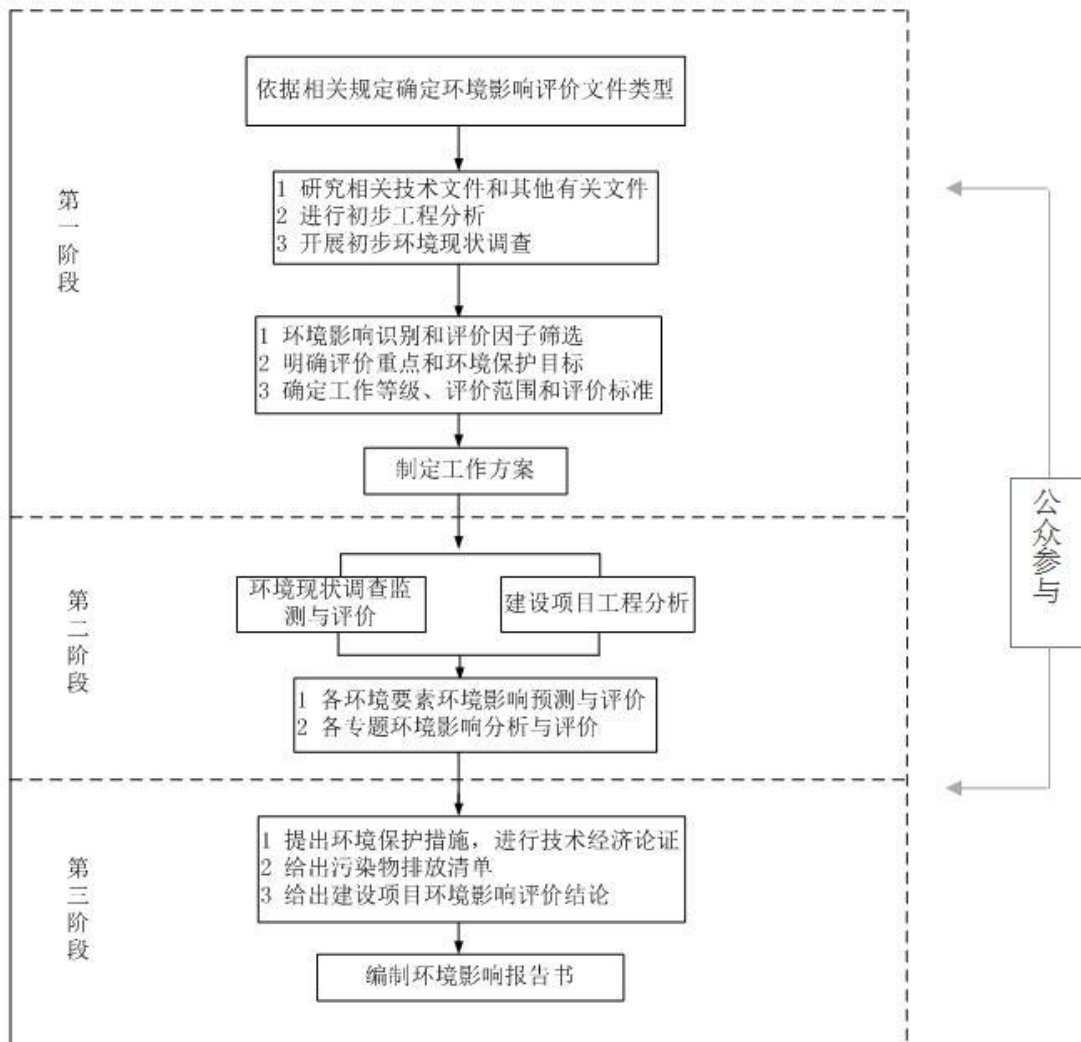 依据相关规定确定环境影响评价文件类型
第一阶段
1 研究相关技术文件和其他有关文件
2 进行初步工程分析
3 开展初步环境现状调查
1 环境影响识别和评价因子筛选
2 明确评价重点和环境保护目标
3 确定工作等级、评价范围和评价标准
制定工作方案
公众参与
第二阶段
环境现状调查监
测与评价
建设项目工程分析
1 各环境要素环境影响预测与评价
2 各专题环境影响分析与评价
第三阶段
1 提出环境保护措施，进行技术经济论证
2 给出污染物排放清单
3 给出建设项目环境影响评价结论
编制环境影响报告书